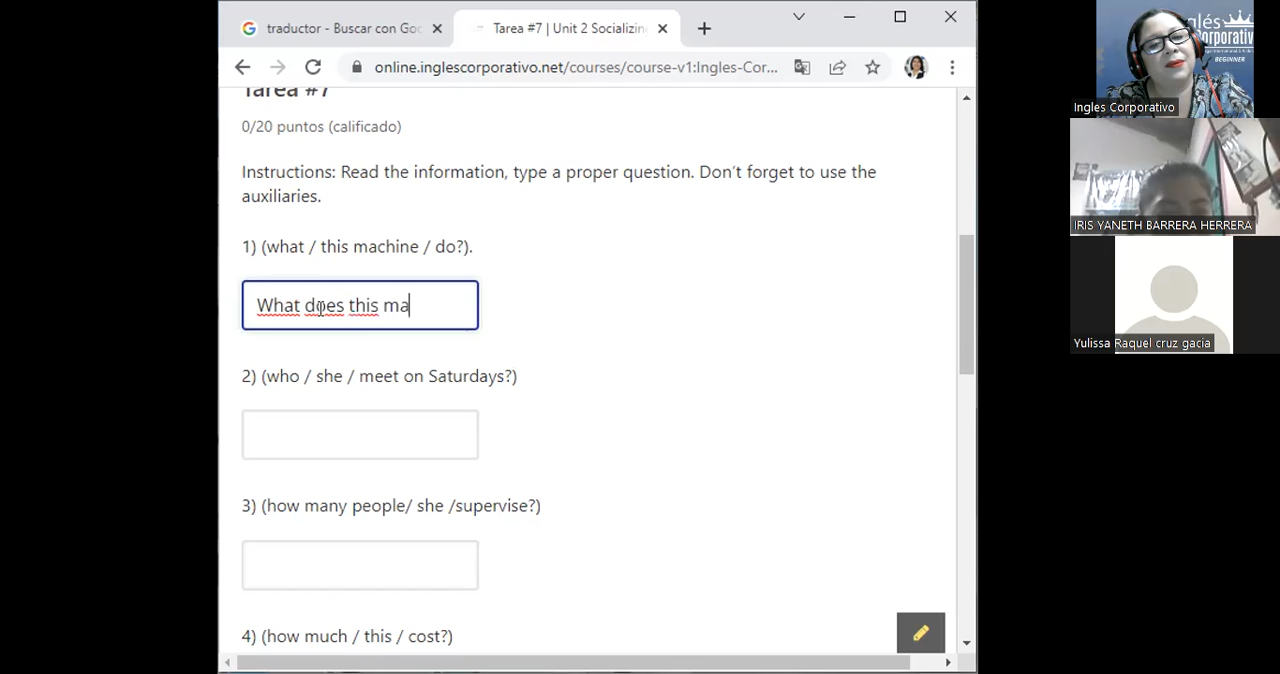 traductor - Buscar con Goo
Tarea #7 | Unit 2 Socializin
online.inglescorporativo.net/courses/course-v1:Ingles-Cor...
Tarea #7
0/20 puntos (calificado)
Instructions: Read the information, type a proper question. Don´t forget to use the
auxiliaries.
1) (what / this machine / do?).
What does this ma
2) (who / she / meet on Saturdays?)
3) (how many people/ she /supervise?)
4) (how much / this / cost?)
glés
Corporativo
BEGINNER
Ingles Corporativo
IRIS YANETH BARRERA HERRERA
Yulissa Raquel cruz gacia